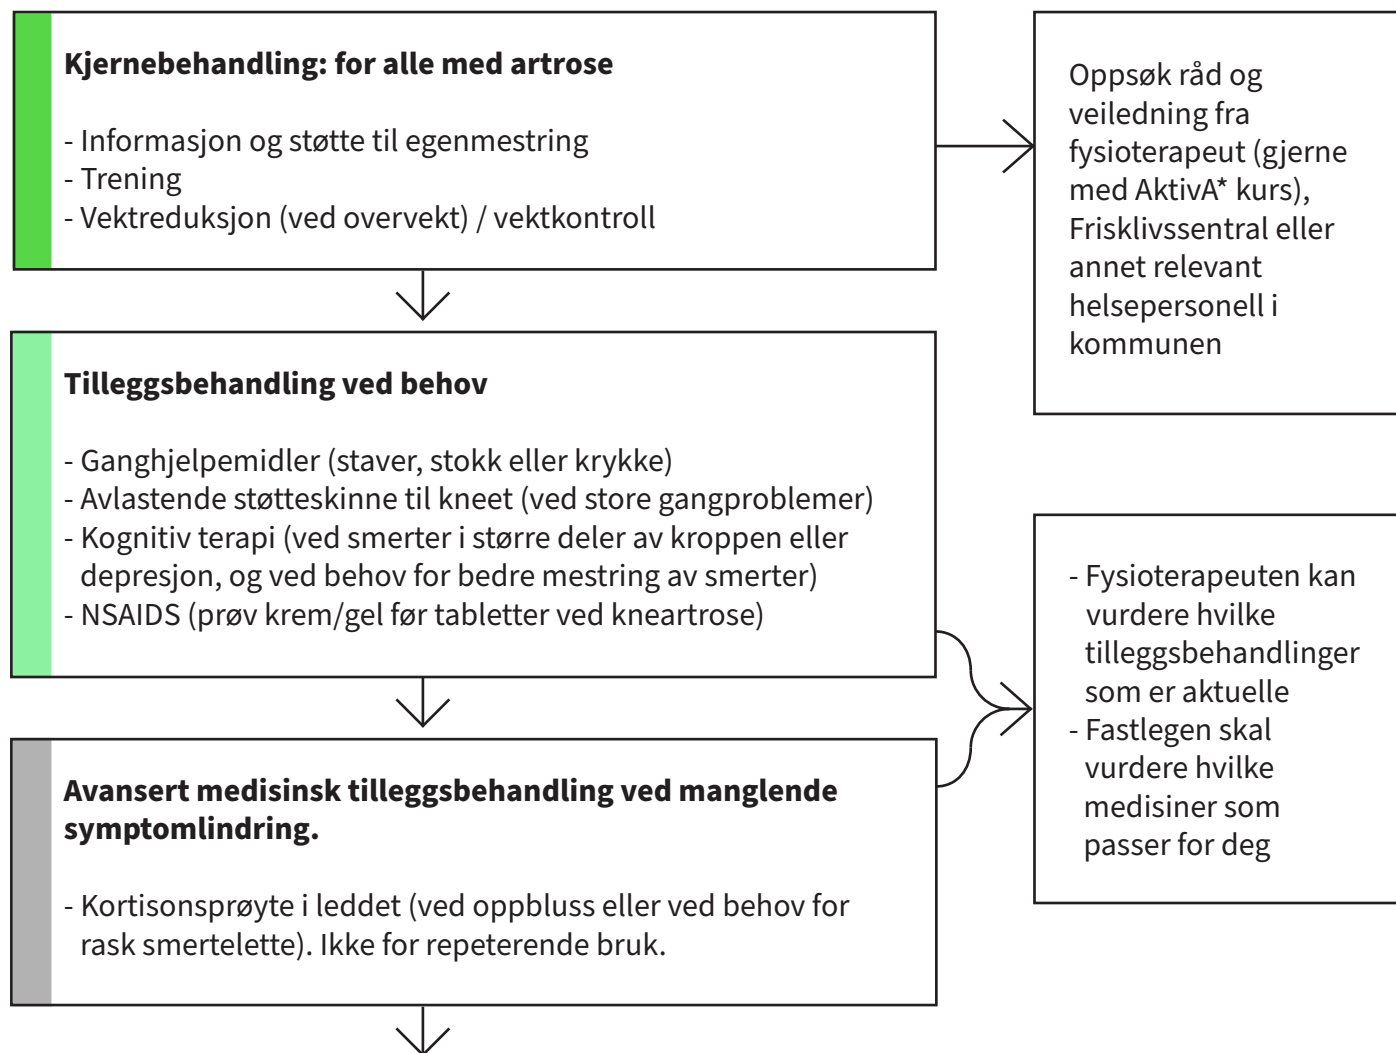 Kjernebehandling: for alle med artrose
- Informasjon og støtte til egenmestring
- Trening
- Vektreduksjon (ved overvekt) / vektkontroll
Oppsøk råd og
veiledning fra
fysioterapeut (gjerne
med AktivA* kurs),
Frisklivssentral eller
annet relevant
helsepersonell i
kommunen
Tilleggsbehandling ved behov
- Ganghjelpemidler (staver, stokk eller krykke)
- Avlastende støtteskinne til kneet (ved store gangproblemer)
- Kognitiv terapi (ved smerter i større deler av kroppen eller
depresjon, og ved behov for bedre mestring av smerter)
- NSAIDS (prøv krem/gel før tabletter ved kneartrose)
Avansert medisinsk tilleggsbehandling ved manglende
symptomlindring.
- Kortisonsprøyte i leddet (ved oppbluss eller ved behov for
rask smertelette). Ikke for repeterende bruk.
- Fysioterapeuten kan
vurdere hvilke
tilleggsbehandlinger
som er aktuelle
- Fastlegen skal
vurdere hvilke
medisiner som
passer for deg